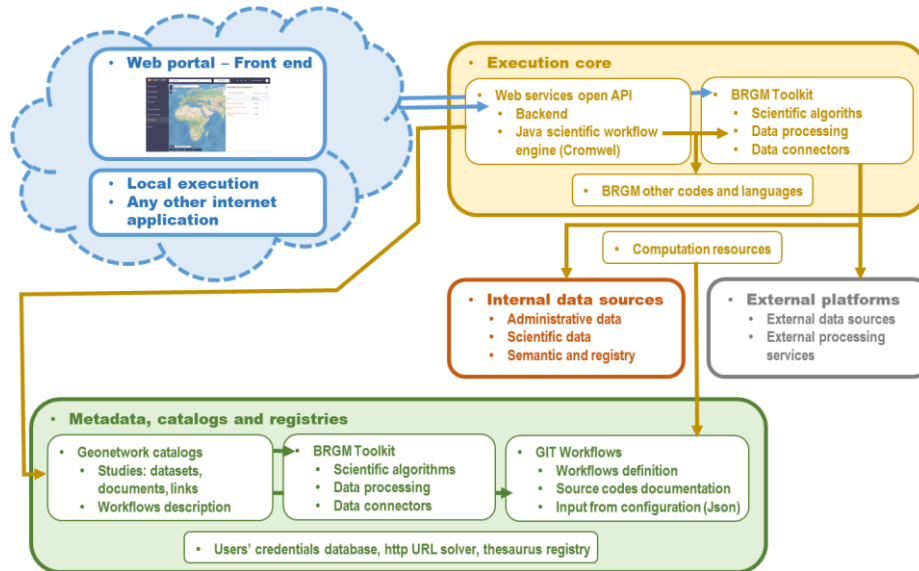 • Web portal – Front end
• Local execution
• Any other internet
application
• Execution core
• Web services open API
• Backend
• Java scientific workflow
engine (Cromwel)
• BRGM Toolkit
• Scientific algoriths
• Data processing
• Data connectors
• BRGM other codes and languages
• Computation resources
• Internal data sources
• Administrative data
• Scientific data
• Semantic and registry
• External platforms
• External data sources
• External processing
services
• Metadata, catalogs and registries
• Geonetwork catalogs
• Studies: datasets,
documents, links
• Workflows description
• BRGM Toolkit
• Scientific algorithms
• Data processing
• Data connectors
• GIT Workflows
• Workflows definition
• Source codes documentation
• Input from configuration (Json)
• Users' credentials database, http URL solver, thesaurus registry